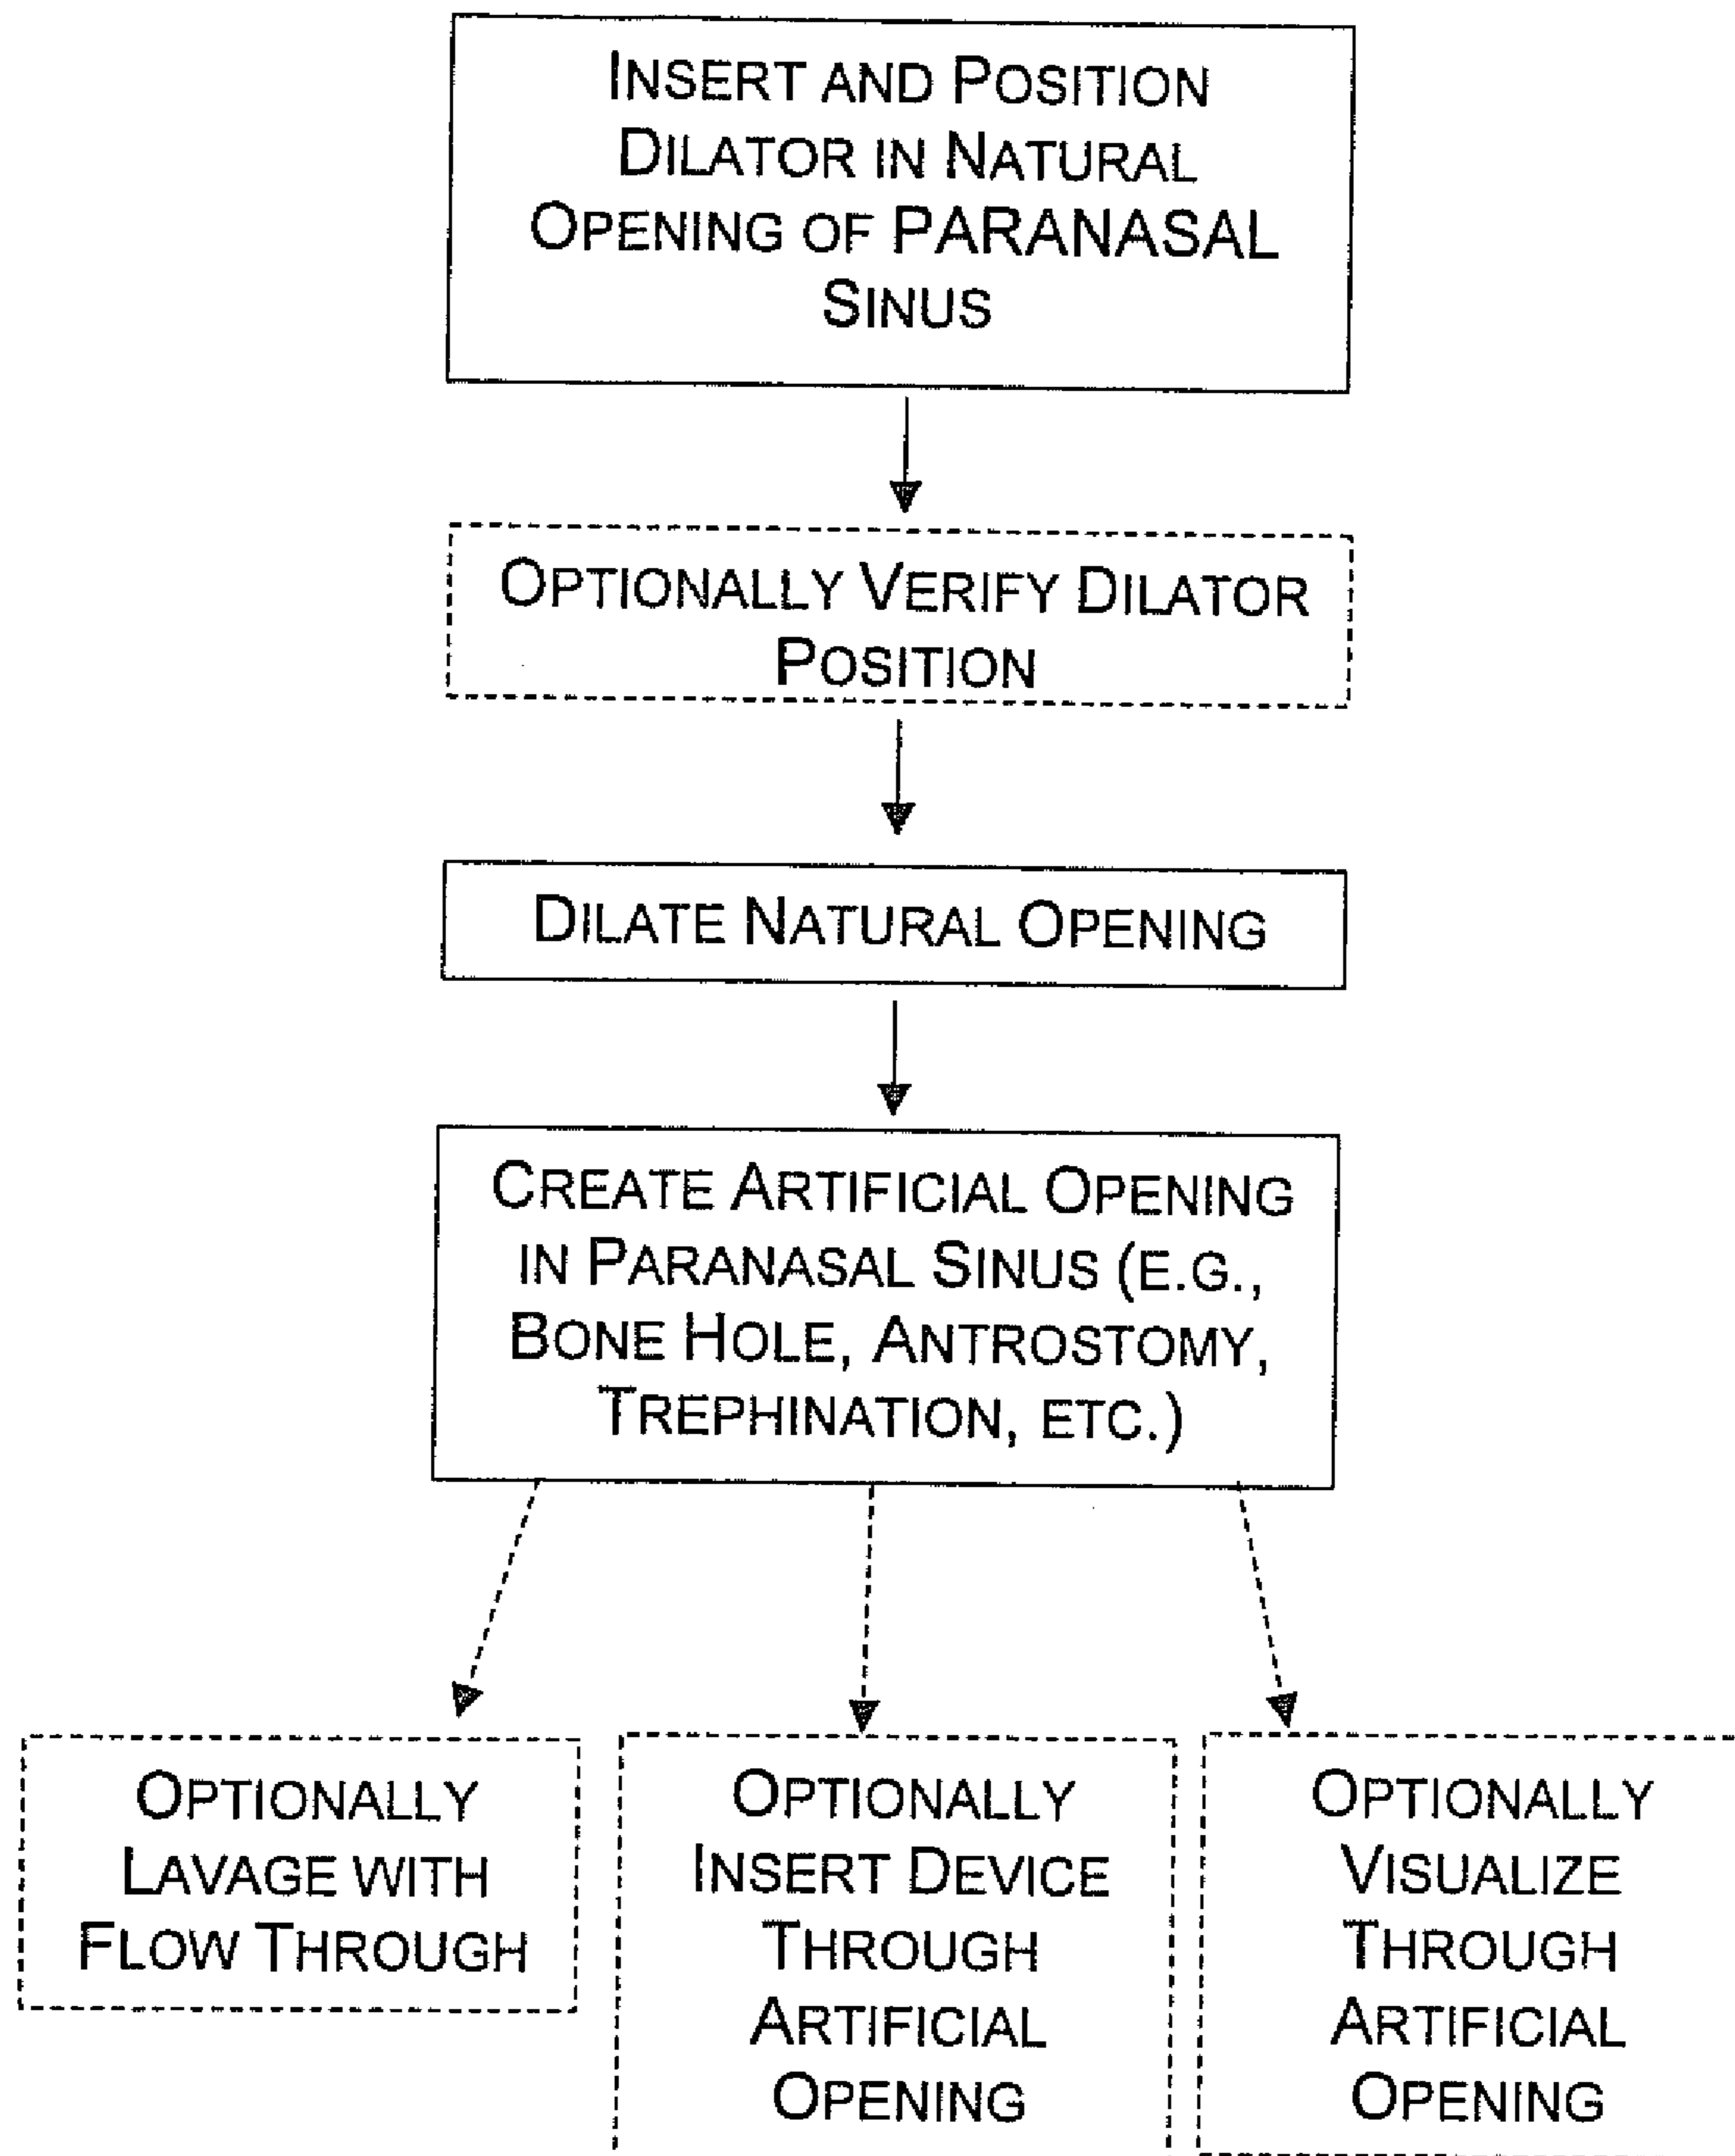 INSERT AND POSITION
DILATOR IN NATURAL
OPENING OF PARANASAL
SINUS
OPTIONALLY VERIFY DILATOR
POSITION
DILATE NATURAL OPENING
CREATE ARTIFICIAL OPENING
IN PARANASAL SINUS (E.G.,
BONE HOLE, ANTROSTOMY,
TREPHINATION, ETC.)
OPTIONALLY
LAVAGE WITH
FLOW THROUGH
OPTIONALLY
INSERT DEVICE
THROUGH
ARTIFICIAL
OPENING
OPTIONALLY
VISUALIZE
THROUGH
ARTIFICIAL
OPENING